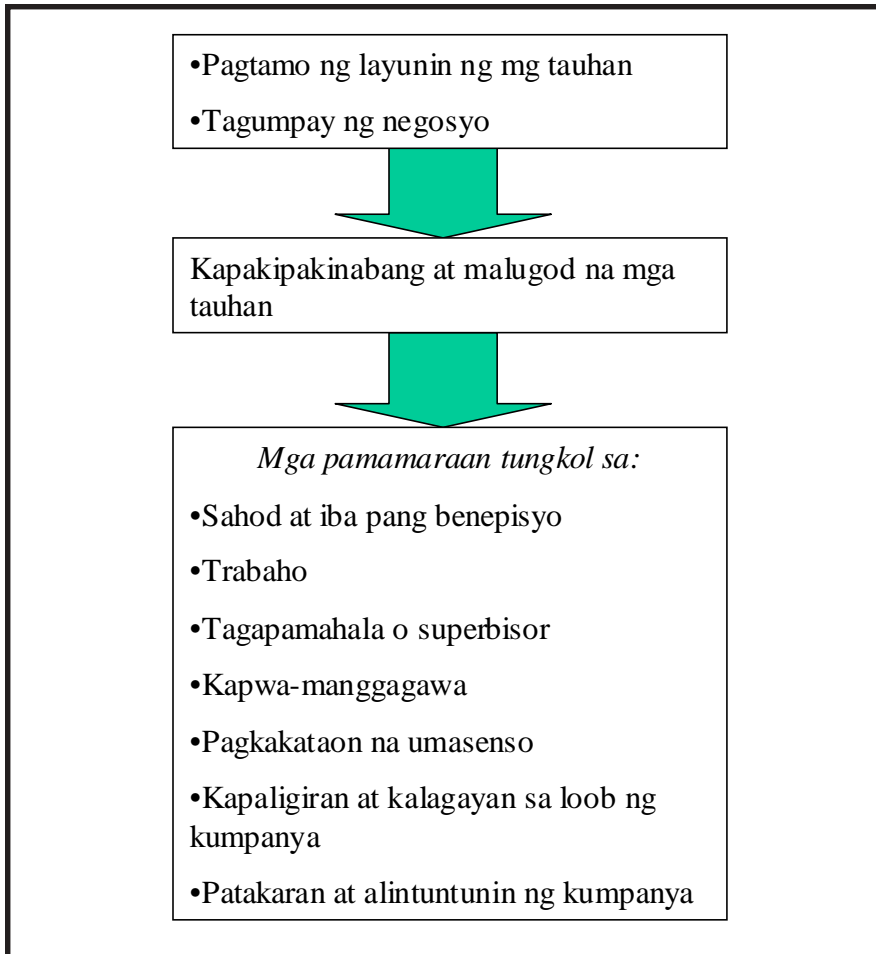 •Pagtamo ng layunin ng mg tauhan
•Tagumpay ng negosyo
Kapakipakinabang at malugod na mga
tauhan
Mga pamamaraan tungkol sa:
•Sahod at iba pang benepisyo
•Trabaho
•Tagapamahala o superbisor
•Kapwa-manggagawa
•Pagkakataon na umasenso
•Kapaligiran at kalagayan sa loob ng
kumpanya
•Patakaran at alintuntunin ng kumpanya